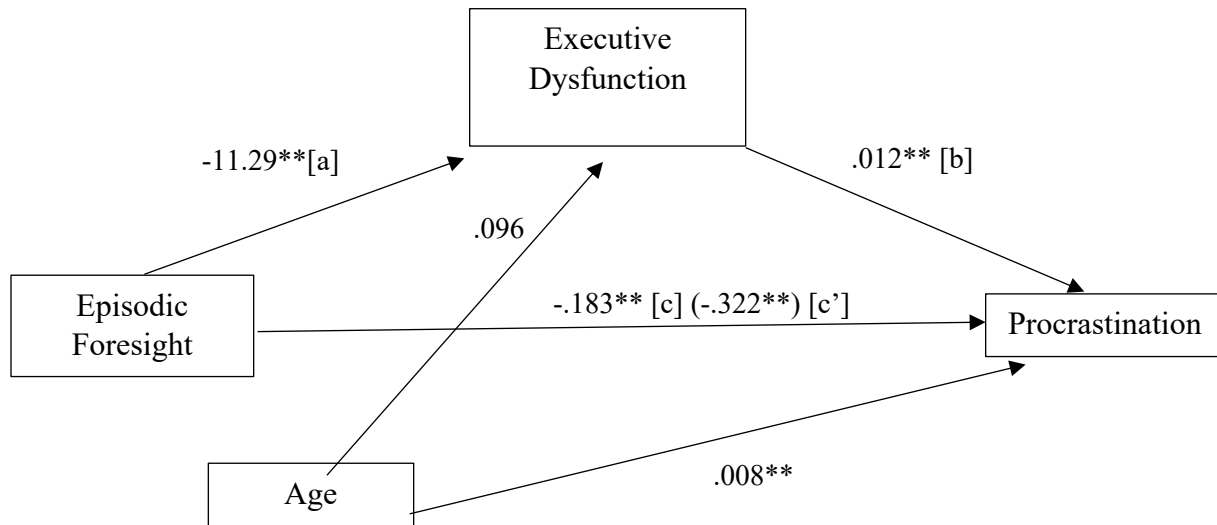 Executive
Dysfunction
-11.29**[a]
.012** [b]
.096
Episodic
Foresight
-.183** [c] (-.322**) [c’]
Procrastination
Age
.008**